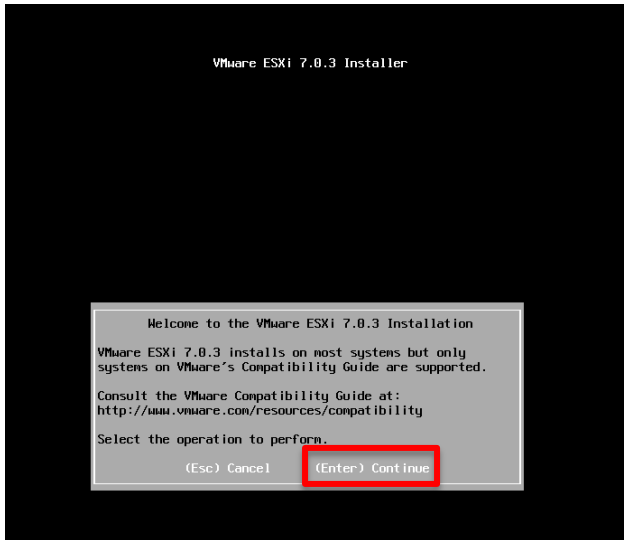 VMware ESXi 7.0.3 Installer
Welcome to the VMware ESXi 7.0.3 Installation
VMware ESXi 7.0.3 installs on most systems but only
systems on VMware's Compatibility Guide are supported.
Consult the VMware Compatibility Guide at:
http://www.vmware.com/resources/compatibility
Select the operation to perform.
(Esc) Cancel (Enter) Continue